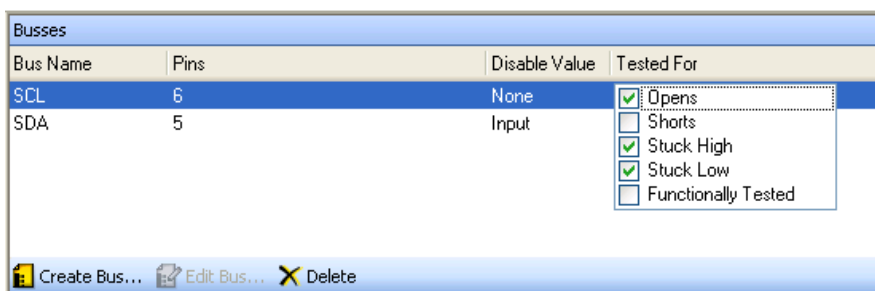 Busses
Bus Name Pins Disable Value Tested For
SCL 6 None Opens
Shorts
SDA 5 Input
Stuck High
Stuck Low
Functionally Tested
Create Bus... Edit Bus... Delete